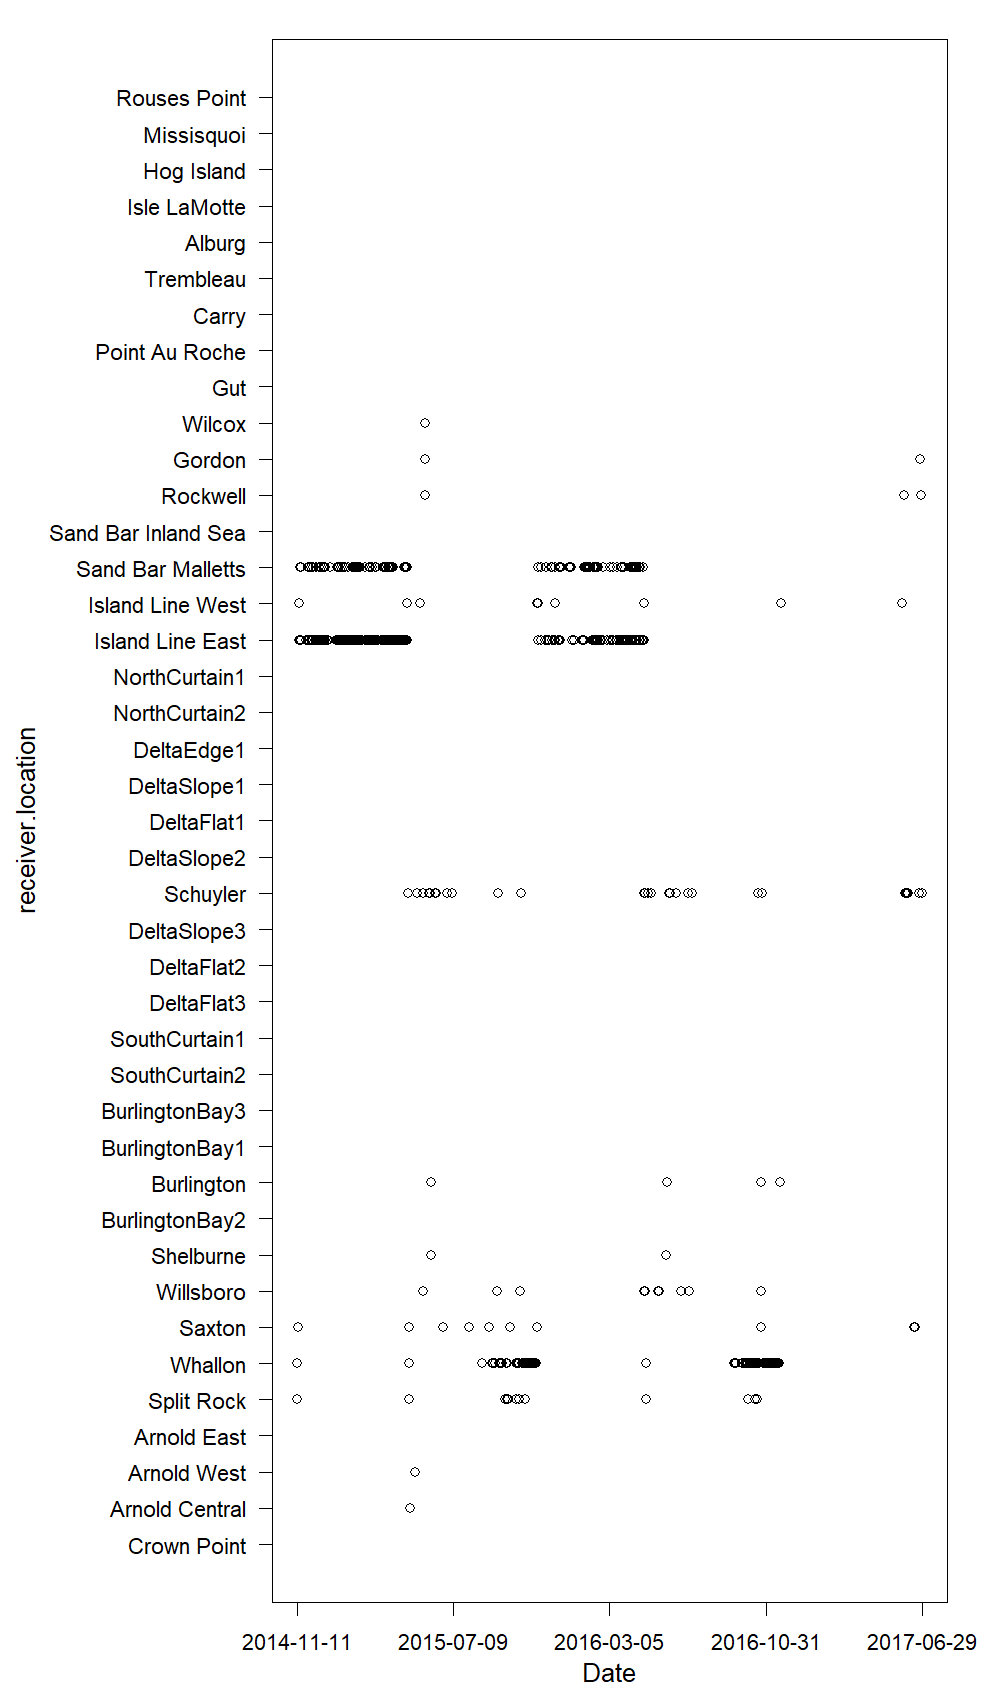 Rouses Point
Missisquoi
Hog Island
Isle LaMotte
Alburg
Trembleau
Carry
Point Au Roche
Gut
Wilcox
Gordon
Rockwell
Sand Bar Inland Sea
Sand Bar Malletts
Island Line West
Island Line East
NorthCurtain1
NorthCurtain2
DeltaEdge1
DeltaSlope1
DeltaFlat1
DeltaSlope2
Schuyler
DeltaSlope3
DeltaFlat2
DeltaFlat3
SouthCurtain1
SouthCurtain2
BurlingtonBay3
BurlingtonBay1
Burlington
BurlingtonBay2
Shelburne
Willsboro
Saxton
Whallon
Split Rock
Arnold East
Arnold West
Arnold Central
Crown Point
receiver.location
2014-11-11 2015-07-09 2016-03-05 2016-10-31 2017-06-29
Date